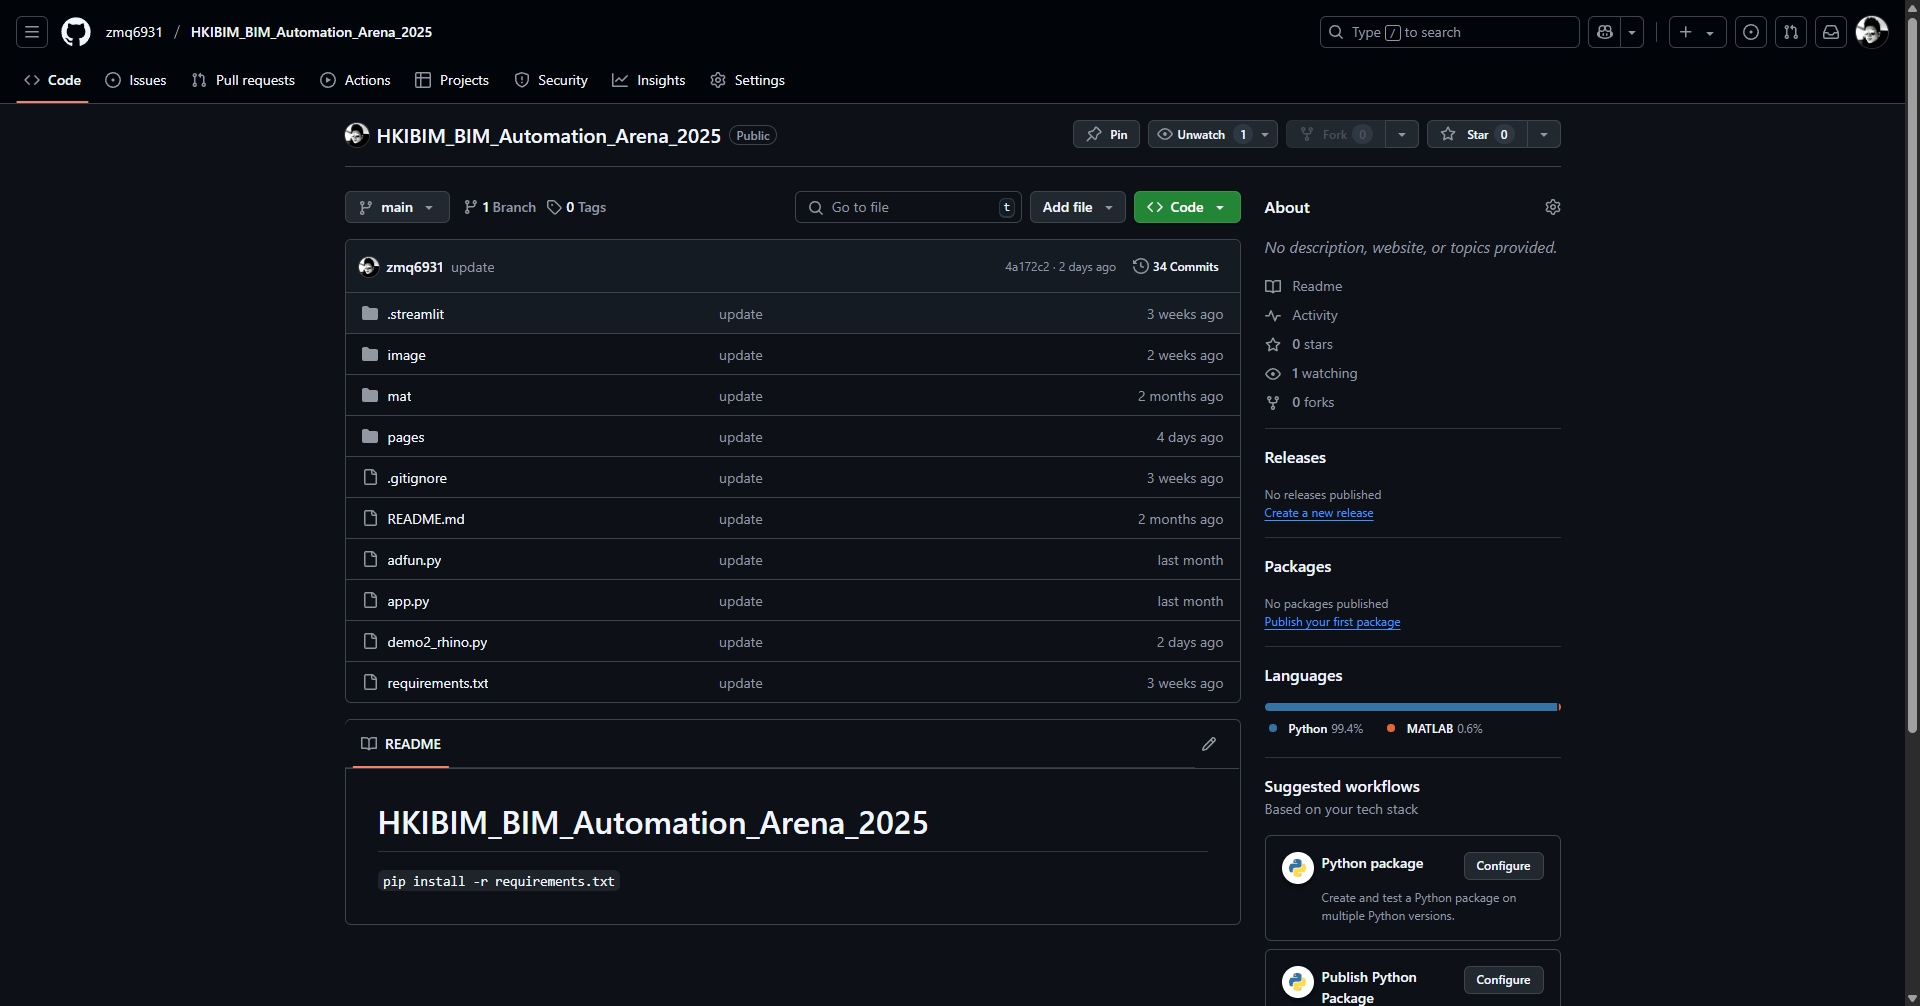 zmq6931 / HKIBIM_BIM_Automation_Arena_2025
Type / to search
Code Issues Pull requests Actions Projects Security Insights Settings
HKIBIM_BIM_Automation_Arena_2025 Public
Pin Unwatch 1 Fork 0 Star 0
main 1 Branch 0 Tags Go to file t Add file Code
zmq6931 update 4a172c2 · 2 days ago 34 Commits
.streamlit update 3 weeks ago
image update 2 weeks ago
mat update 2 months ago
pages update 4 days ago
.gitignore update 3 weeks ago
README.md update 2 months ago
adfun.py update last month
app.py update last month
demo2_rhino.py update 2 days ago
requirements.txt update 3 weeks ago
README
HKIBIM_BIM_Automation_Arena_2025
pip install -r requirements.txt
About
No description, website, or topics provided.
Readme
Activity
0 stars
1 watching
0 forks
Releases
No releases published
Create a new release
Packages
No packages published
Publish your first package
Languages
Python 99.4% MATLAB 0.6%
Suggested workflows
Based on your tech stack
Python package Configure
Create and test a Python package on
multiple Python versions.
Publish Python Configure
Package